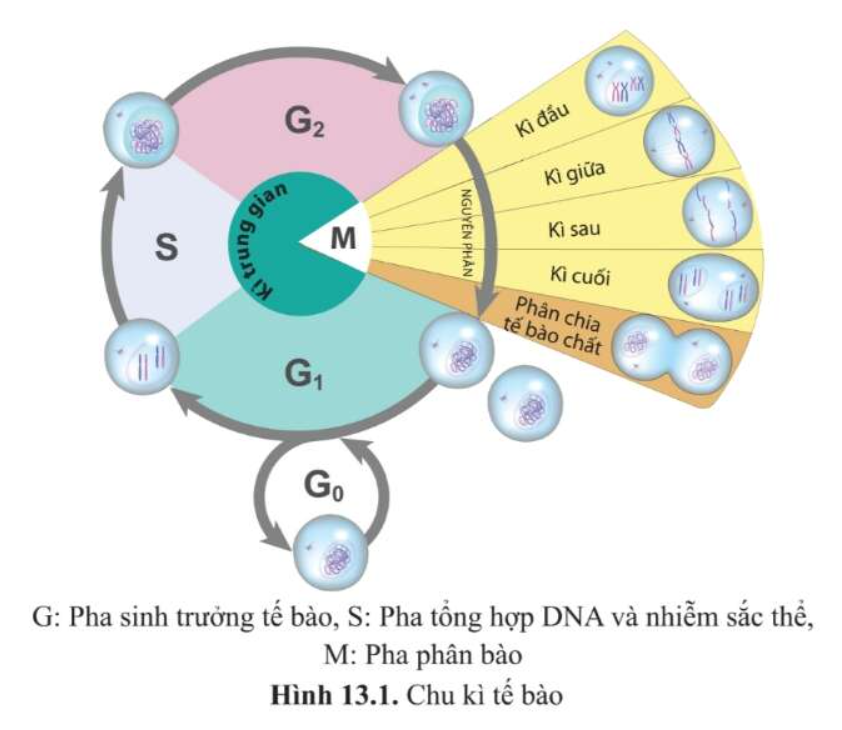 G₂
Kì đầu
Kì giữa
Kì sau
Kì cuối
Phân chia
tế bào chất
NGUYÊN PHÂN
Kì trung gian
M
S
G₁
G₀
G: Pha sinh trưởng tế bào, S: Pha tổng hợp DNA và nhiễm sắc thể,
M: Pha phân bào
Hình 13.1. Chu kì tế bào